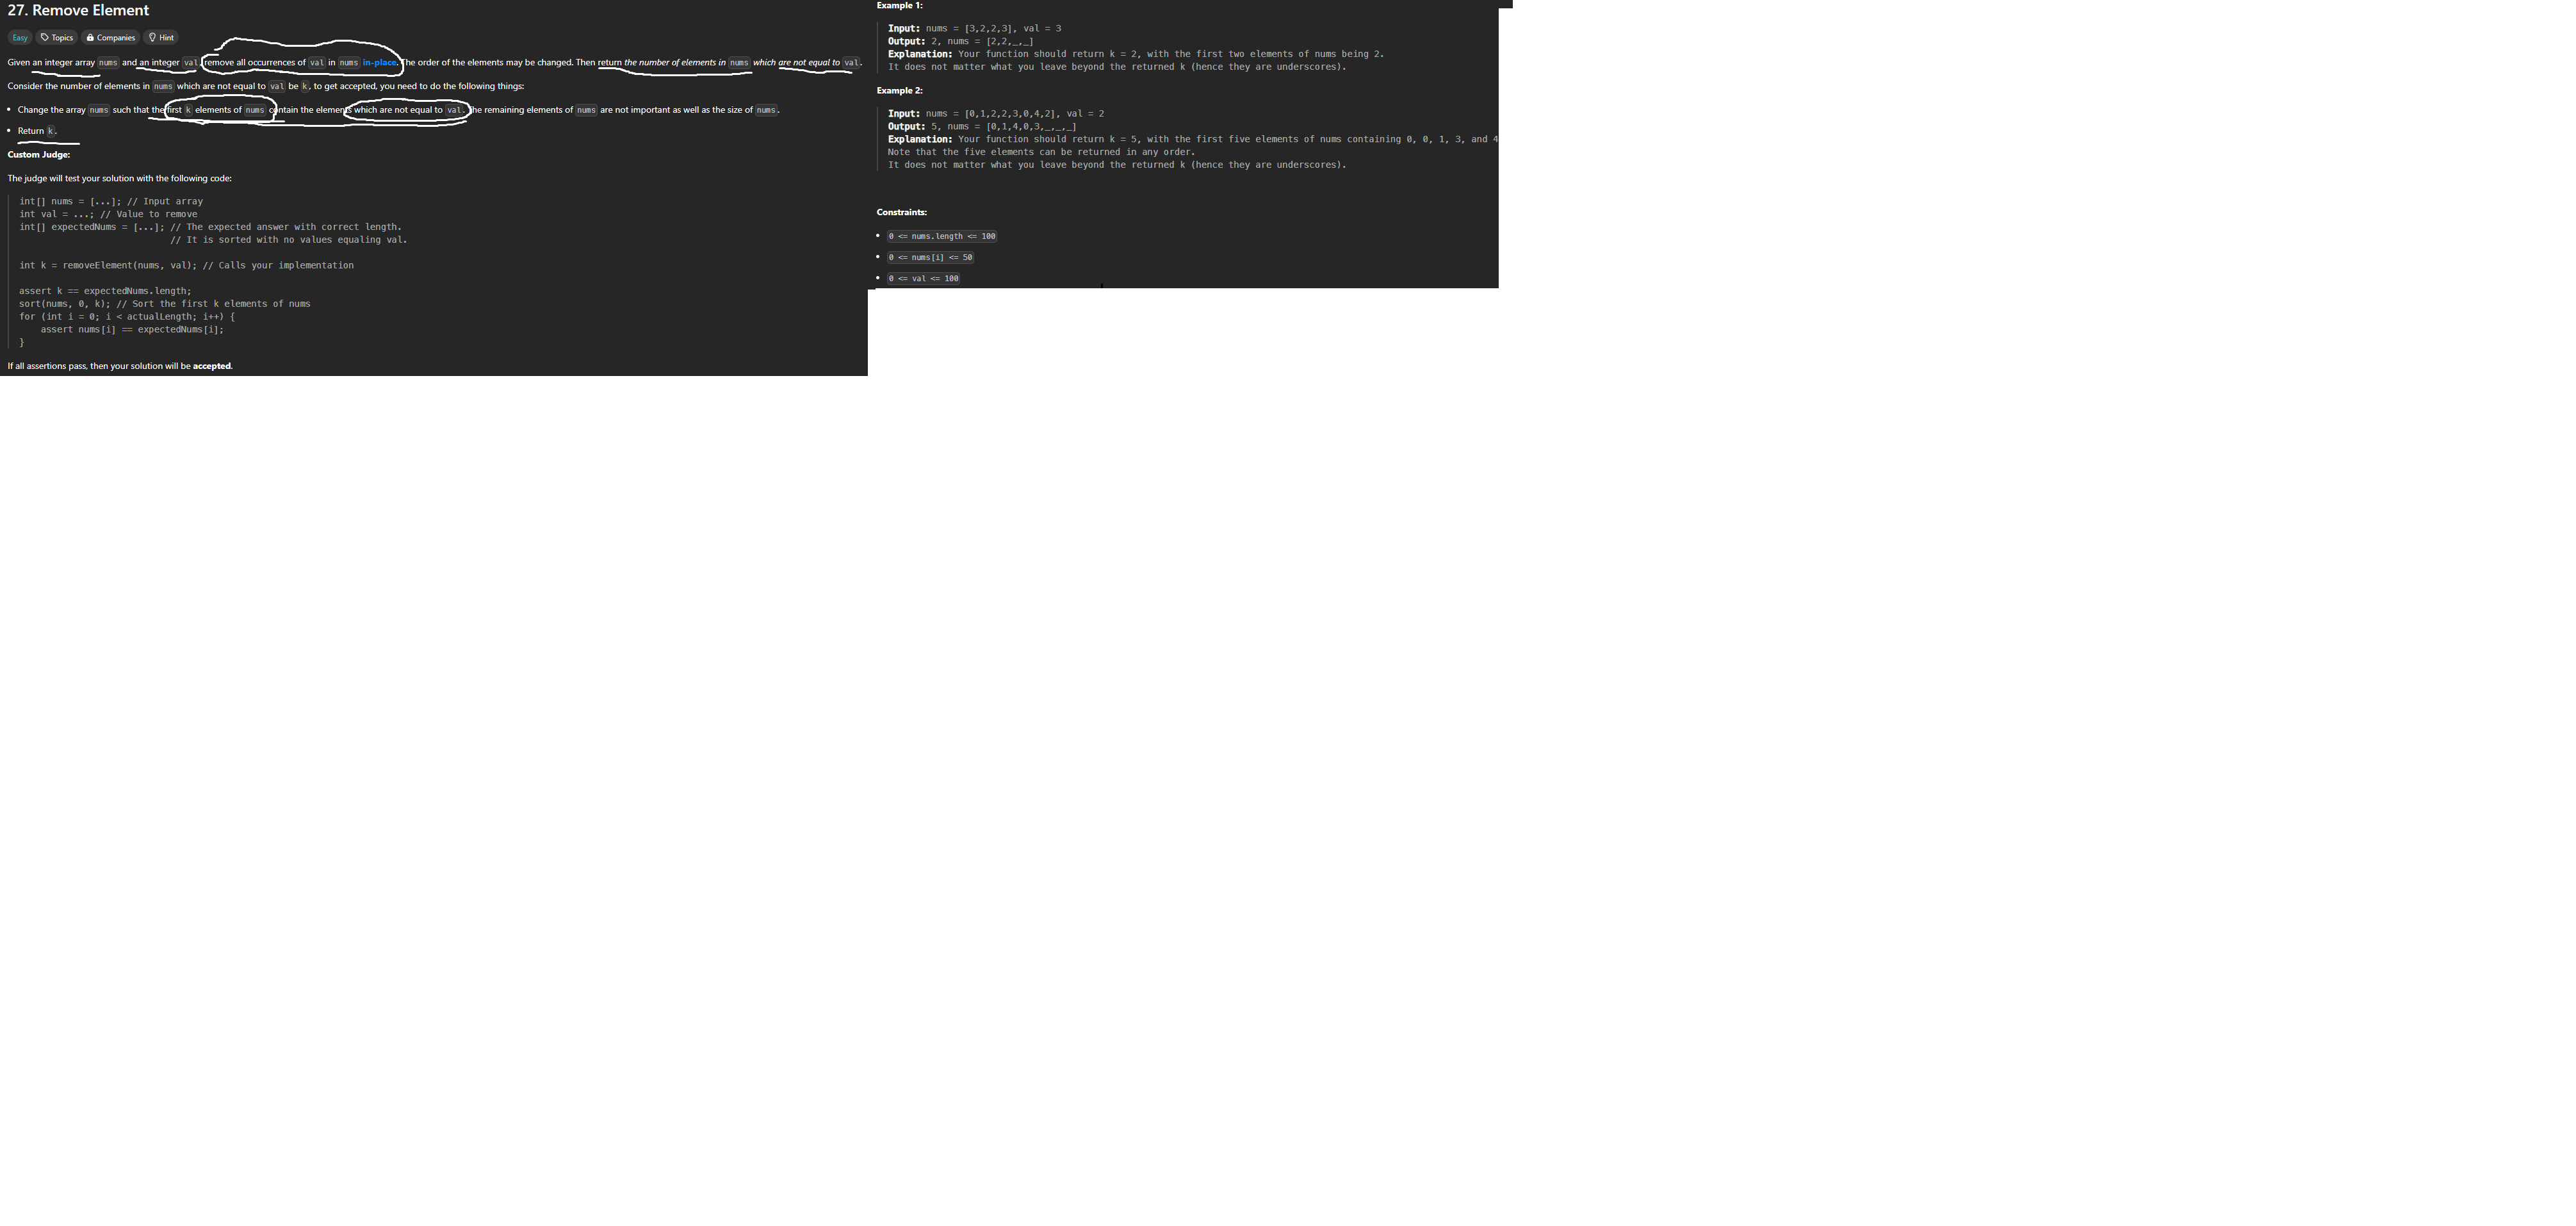 27. Remove Element
Easy Topics Companies Hint
Given an integer array nums and an integer val, remove all occurrences of val in nums in-place. The order of the elements may be changed. Then return the number of elements in nums which are not equal to val.
Consider the number of elements in nums which are not equal to val be k, to get accepted, you need to do the following things:
• Change the array nums such that the first k elements of nums contain the elements which are not equal to val. The remaining elements of nums are not important as well as the size of nums.
• Return k.
Custom Judge:
The judge will test your solution with the following code:
int[] nums = [...]; // Input array
int val = ...; // Value to remove
int[] expectedNums = [...]; // The expected answer with correct length.
// It is sorted with no values equaling val.
int k = removeElement(nums, val); // Calls your implementation
assert k == expectedNums.length;
sort(nums, 0, k); // Sort the first k elements of nums
for (int i = 0; i < actualLength; i++) {
assert nums[i] == expectedNums[i];
}
If all assertions pass, then your solution will be accepted.
Example 1:
Input: nums = [3,2,2,3], val = 3
Output: 2, nums = [2,2,_,_]
Explanation: Your function should return k = 2, with the first two elements of nums being 2.
It does not matter what you leave beyond the returned k (hence they are underscores).
Example 2:
Input: nums = [0,1,2,2,3,0,4,2], val = 2
Output: 5, nums = [0,1,4,0,3,_,_,_]
Explanation: Your function should return k = 5, with the first five elements of nums containing 0, 0, 1, 3, and 4
Note that the five elements can be returned in any order.
It does not matter what you leave beyond the returned k (hence they are underscores).
Constraints:
• 0 <= nums.length <= 100
• 0 <= nums[i] <= 50
• 0 <= val <= 100